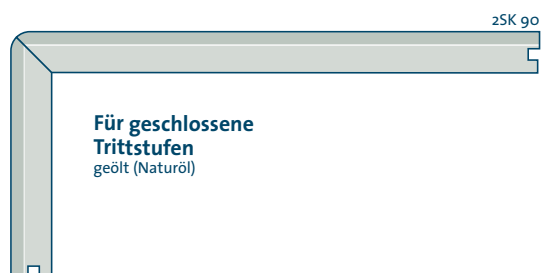 2SK 90
Für geschlossene
Trittstufen
geölt (Naturöl)